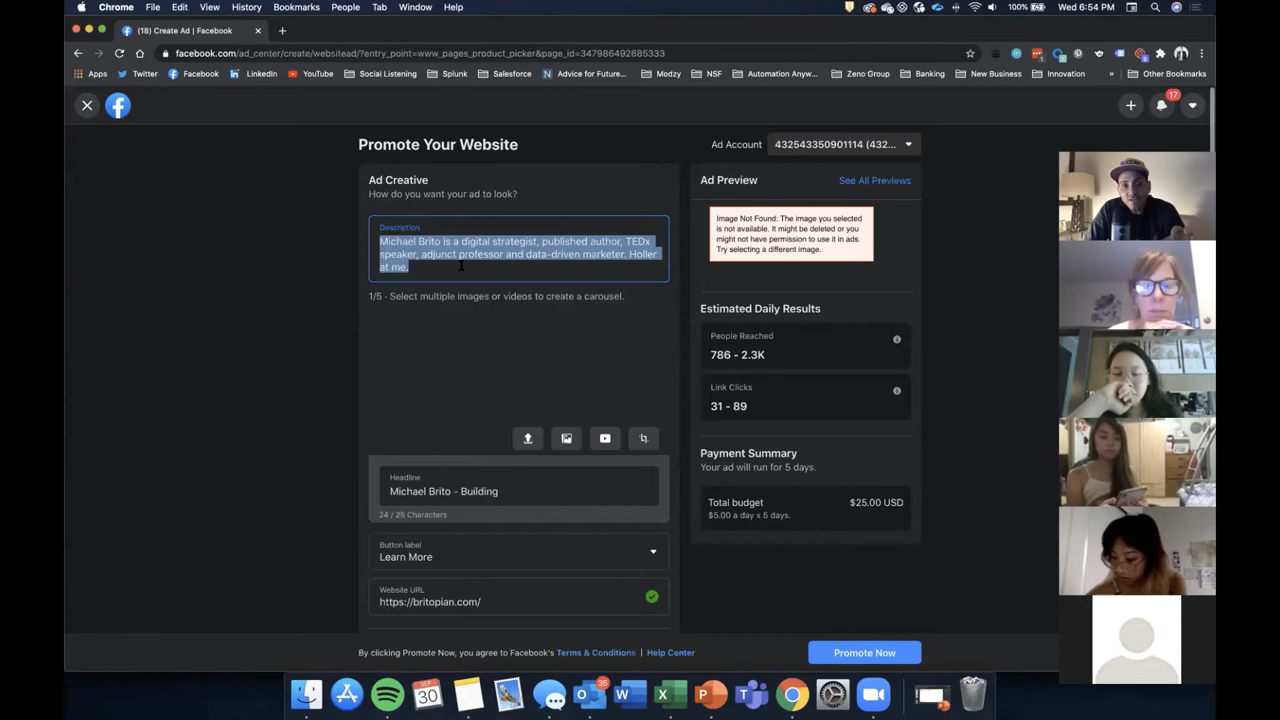 Chrome File Edit View History Bookmarks People Tab Window Help 100% Wed 6:54 PM
(17) Create Ad | Facebook
facebook.com/ad_center/create/websitead/?entry_point=www_pages_product_picker&page_id=347986492685333
Apps Twitter Facebook LinkedIn YouTube Social Listening Splunk Salesforce Advice for Future... Modzy NSF Automation Anyw... Zeno Group Banking New Business Innovation » Other Bookmarks
17
Promote Your Website
Ad Account 432543350901114 (432...
Ad Creative
How do you want your ad to look?
Description
Michael Brito is a digital strategist, published author, TEDx
speaker, adjunct professor and data-driven marketer. Holler
at me.
1/5 · Select multiple images or videos to create a carousel.
Headline
Michael Brito - Building
24 / 25 Characters
Button label
Learn More
Website URL
https://britopian.com/
Ad Preview See All Previews
Image Not Found: The image you selected
is not available. It might be deleted or you
might not have permission to use it in ads.
Try selecting a different image.
Estimated Daily Results
People Reached
786 - 2.3K
Link Clicks
31 - 89
Payment Summary
Your ad will run for 5 days.
Total budget $25.00 USD
$5.00 a day x 5 days.
By clicking Promote Now, you agree to Facebook's Terms & Conditions | Help Center
Promote Now
SEP
30
35